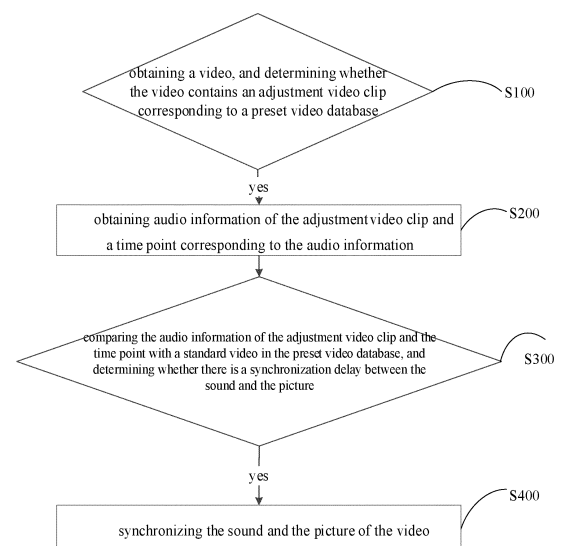 obtaining a video, and determining whether
the video contains an adjustment video clip
corresponding to a preset video database
S100
yes
obtaining audio information of the adjustment video clip and
a time point corresponding to the audio information
S200
comparing the audio information of the adjustment video clip and the
time point with a standard video in the preset video database, and
determining whether there is a synchronization delay between the
sound and the picture
S300
yes
synchronizing the sound and the picture of the video
S400